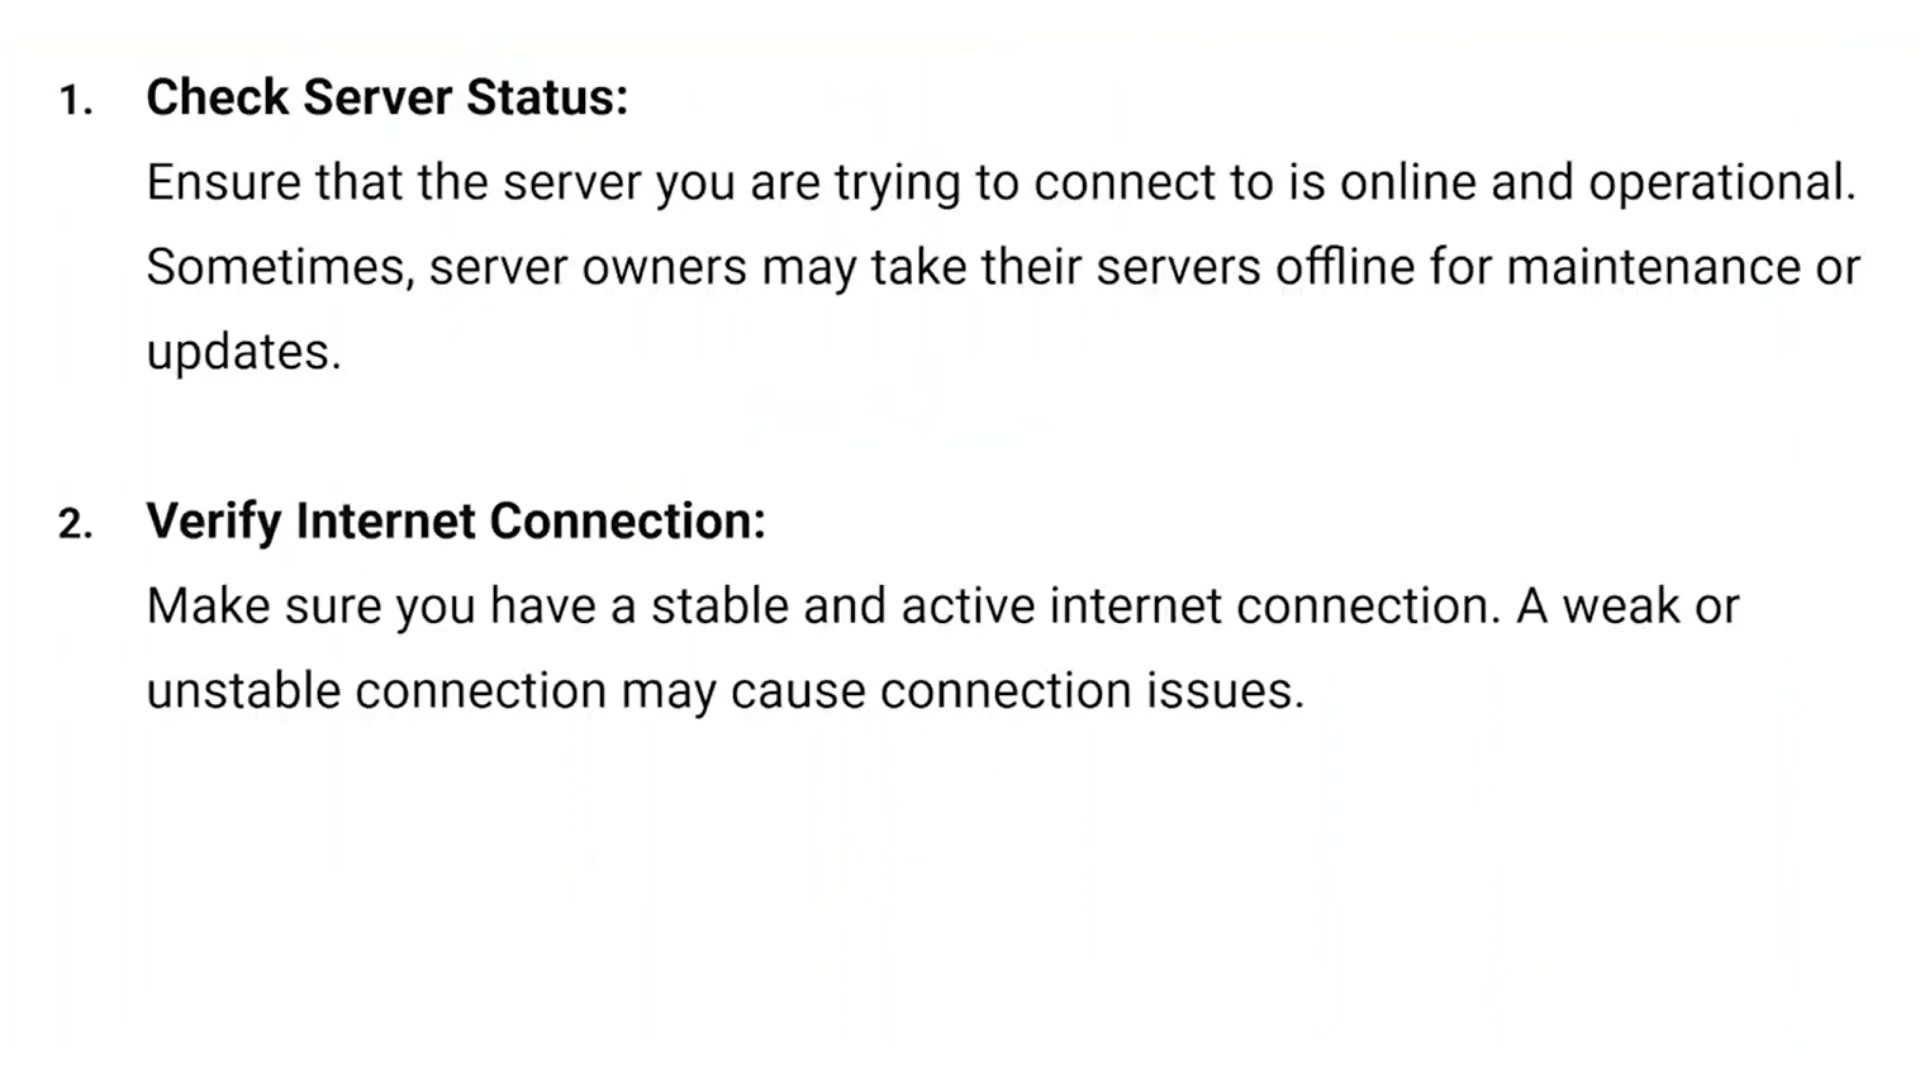 1. Check Server Status:
Ensure that the server you are trying to connect to is online and operational.
Sometimes, server owners may take their servers offline for maintenance or
updates.
2. Verify Internet Connection:
Make sure you have a stable and active internet connection. A weak or
unstable connection may cause connection issues.